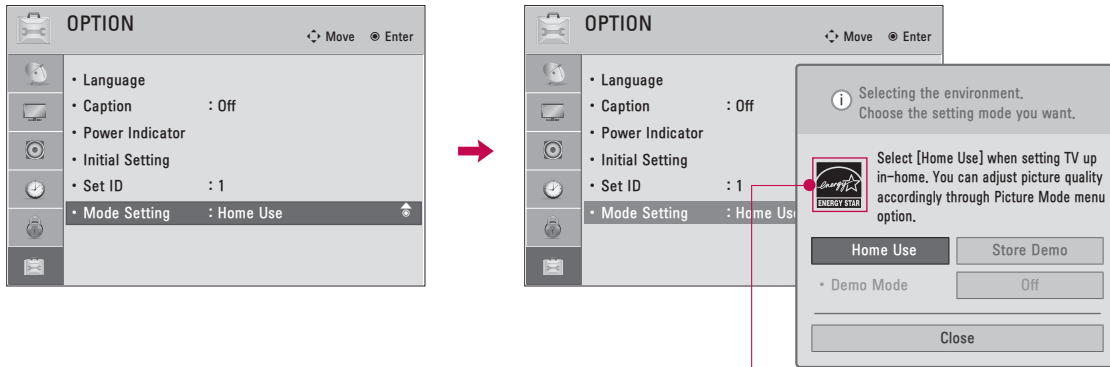 OPTION
Move Enter
• Language
• Caption : Off
• Power Indicator
• Initial Setting
• Set ID : 1
• Mode Setting : Home Use
OPTION
Move Enter
• Language
• Caption : Off
• Power Indicator
• Initial Setting
• Set ID : 1
• Mode Setting : Home Use
i
Selecting the environment.
Choose the setting mode you want.
energy
ENERGY STAR
Select [Home Use] when setting TV up
in-home. You can adjust picture quality
accordingly through Picture Mode menu
option.
Home Use Store Demo
• Demo Mode Off
Close